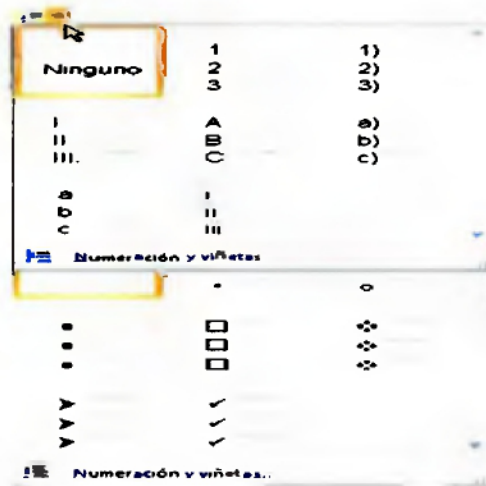 Ninguno 1 1)
2 2)
3 3)
I A a)
II B b)
III. C c)
a I
b II
c III
Numeración y viñetas
Numeración y viñetas..